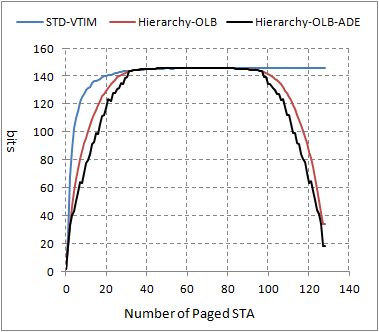 STD-VTIM Hierarchy-OLB Hierarchy-OLB-ADE
160
140
120
100
80
60
40
20
0
bits
0 20 40 60 80 100 120 140
Number of Paged STA